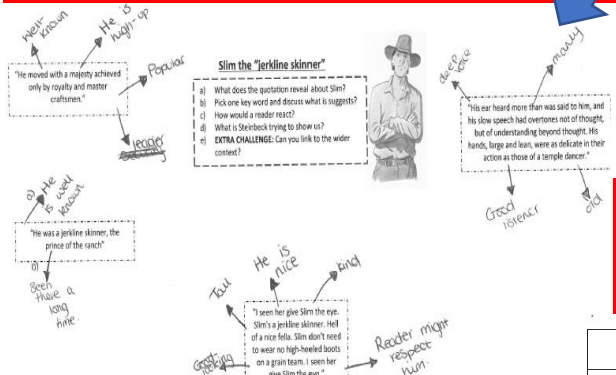 Well-
known
He is
high-up
"He moved with a majesty achieved
only by royalty and master
craftsmen."
Popular
leader
Slim the "jerkline skinner"
a) What does the quotation reveal about Slim?
b) Pick one key word and discuss what is suggests?
c) How would a reader react?
d) What is Steinbeck trying to show us?
e) EXTRA CHALLENGE: Can you link to the wider
context?
deep
voice
manly
"His ear heard more than was said to him, and
his slow speech had overtones not of thought,
but of understanding beyond thought. His
hands, large and lean, were as delicate in their
action as those of a temple dancer."
Good
listener
old
a) He
is well
known
"He was a jerkline skinner, the
prince of the ranch"
Been
there a
long
time.
Tall
He is
nice
kind
"I seen her give Slim the eye.
Slim's a jerkline skinner. Hell
of a nice fella. Slim don't need
to wear no high-heeled boots
on a grain team. I seen her
give Slim the eye."
Good-
looking
Reader might
respect
him.